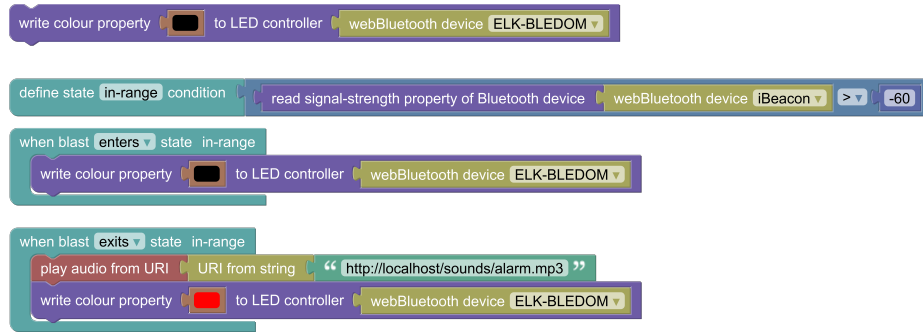 write colour property to LED controller webBluetooth device ELK-BLEDOM ▾
define state in-range condition read signal-strength property of Bluetooth device webBluetooth device iBeacon ▾ > ▾ -60
when blast enters ▾ state in-range
write colour property to LED controller webBluetooth device ELK-BLEDOM ▾
when blast exits ▾ state in-range
play audio from URI URI from string “ http://localhost/sounds/alarm.mp3 ”
write colour property to LED controller webBluetooth device ELK-BLEDOM ▾